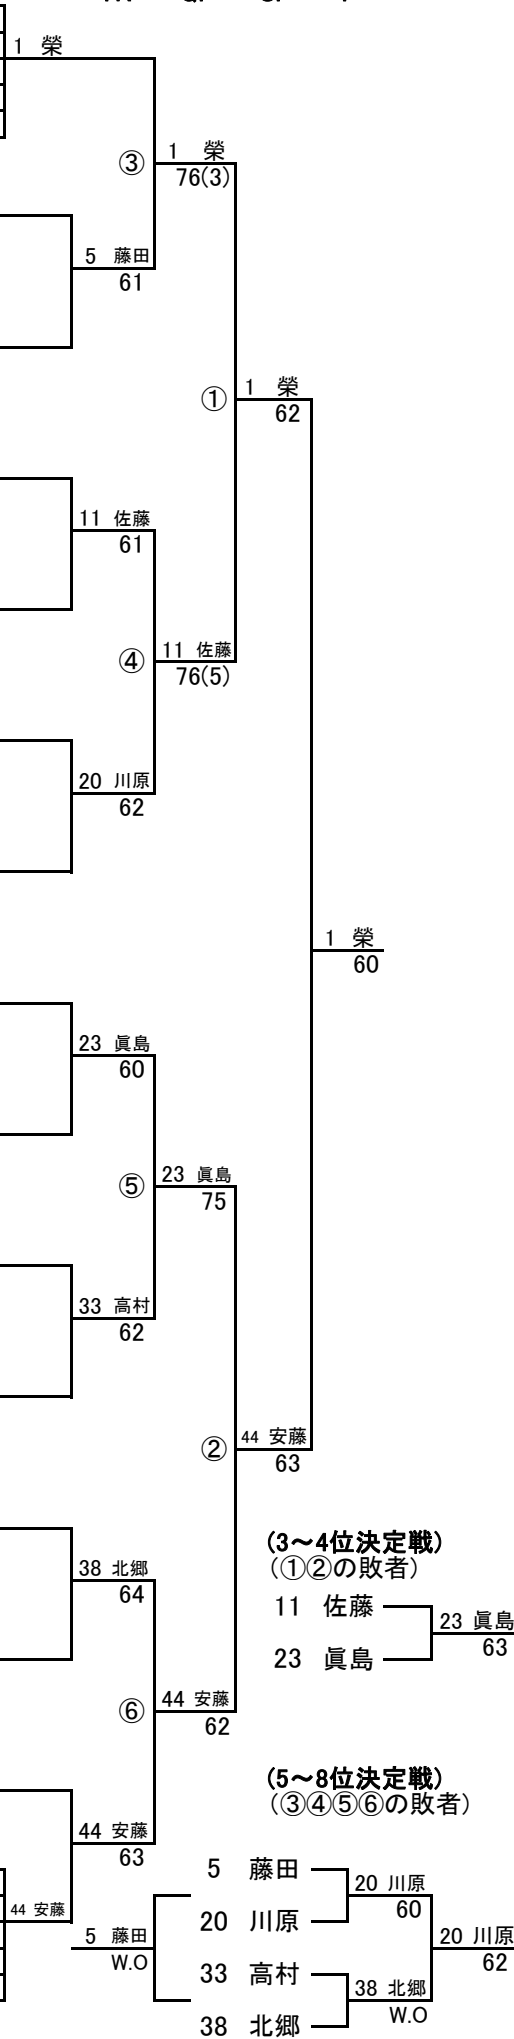 1 榮
③
1 榮
76(3)
5 藤田
61
①
1 榮
62
11 佐藤
61
④
11 佐藤
76(5)
20 川原
62
1 榮
60
23 眞島
60
⑤
23 眞島
75
33 高村
62
②
44 安藤
63
(3～4位決定戦)
(①②の敗者)
38 北郷
64
11 佐藤
23 眞島
63
23 眞島
⑥
44 安藤
62
(5～8位決定戦)
(③④⑤⑥の敗者)
44 安藤
63
5 藤田
20 川原
60
44 安藤
20 川原
5 藤田
W.O
20 川原
62
33 高村
38 北郷
W.O
38 北郷